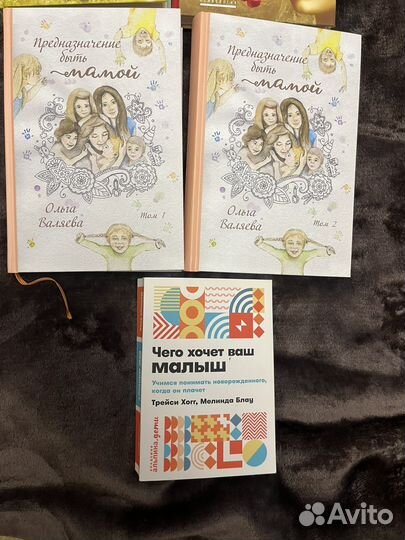 Предназначение
быть
мамой
Ольга
Валяева
Том 1
Предназначение
быть
мамой
Ольга
Валяева
Том 2
Чего хочет ваш
малыш
Учимся понимать новорожденного,
когда он плачет
Трейси Хогг, Мелинда Блау
альпина.дети
Avito